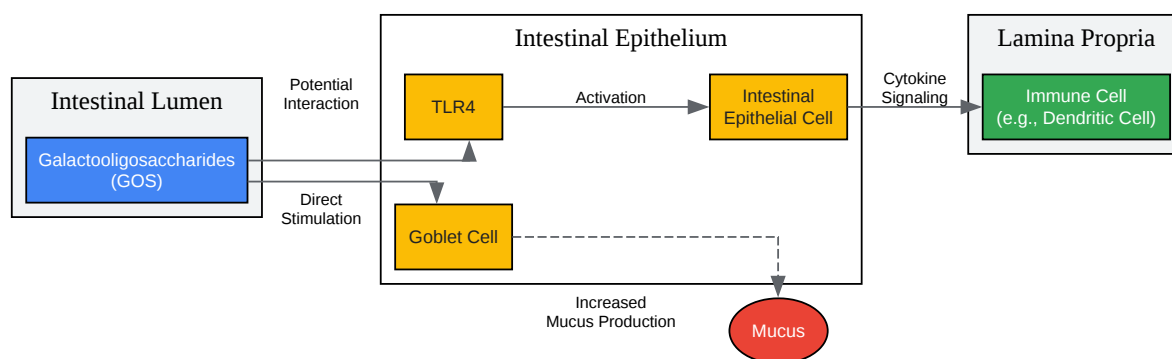 Intestinal Lumen
Galactooligosaccharides
(GOS)
Potential
Interaction
Direct
Stimulation
Intestinal Epithelium
TLR4
Activation
Intestinal
Epithelial Cell
Goblet Cell
Increased
Mucus Production
Mucus
Cytokine
Signaling
Lamina Propria
Immune Cell
(e.g., Dendritic Cell)